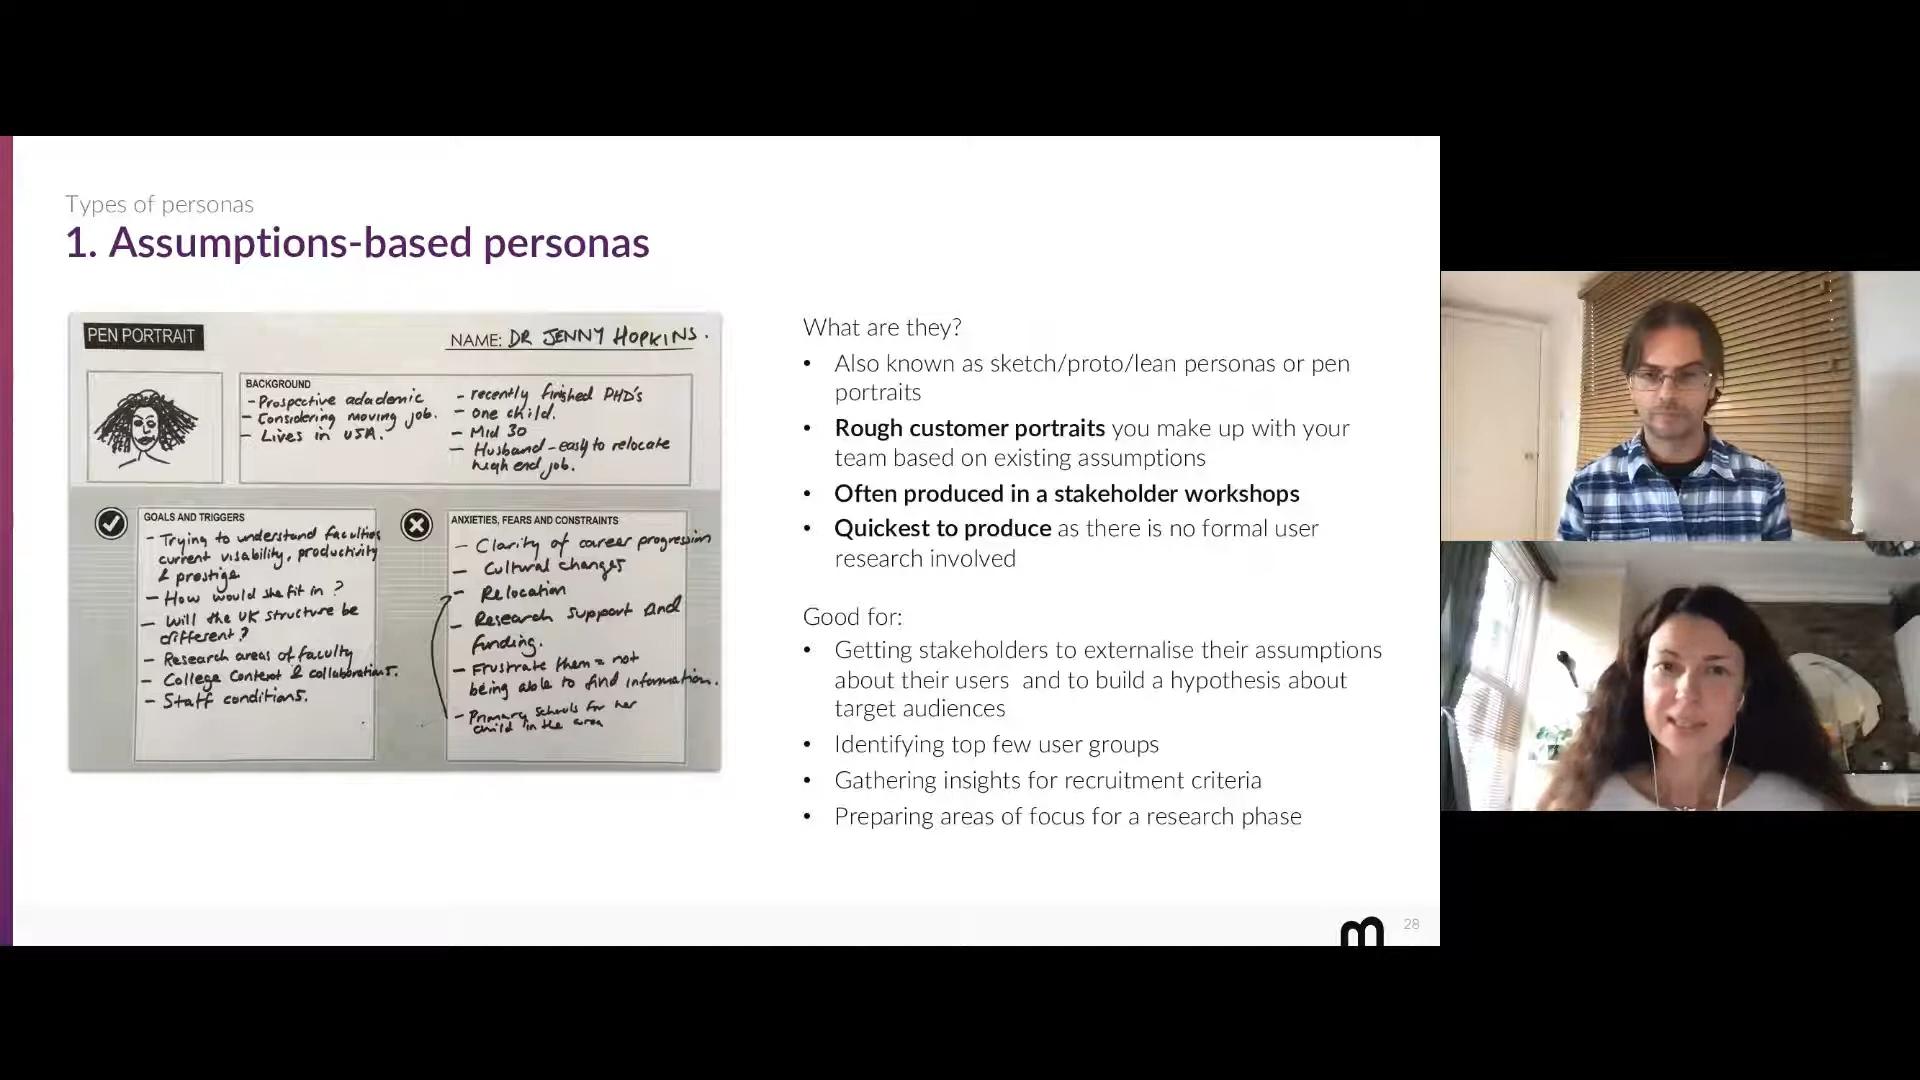 Types of personas
1. Assumptions-based personas
PEN PORTRAIT
NAME: DR JENNY HOPKINS.
BACKGROUND
- Prospective adademic
- Considering moving job.
- Lives in USA.
- recently finished PHD's
- one child.
- Mid 30
- Husband - easy to relocate
high end job.
GOALS AND TRIGGERS
- Trying to understand faculties
current visability, productivity
& prestige
- How would she fit in?
- Will the UK structure be
different?
- Research areas of faculty
- College Context & collaborations.
- Staff conditions.
ANXIETIES, FEARS AND CONSTRAINTS
- Clarity of career progression
- Cultural changes
- Relocation
- Research support and
funding.
- Frustrate them = not
being able to find information.
- Primary schools for her
child in the area
What are they?
• Also known as sketch/proto/lean personas or pen
portraits
• Rough customer portraits you make up with your
team based on existing assumptions
• Often produced in a stakeholder workshops
• Quickest to produce as there is no formal user
research involved
Good for:
• Getting stakeholders to externalise their assumptions
about their users and to build a hypothesis about
target audiences
• Identifying top few user groups
• Gathering insights for recruitment criteria
• Preparing areas of focus for a research phase
m
28